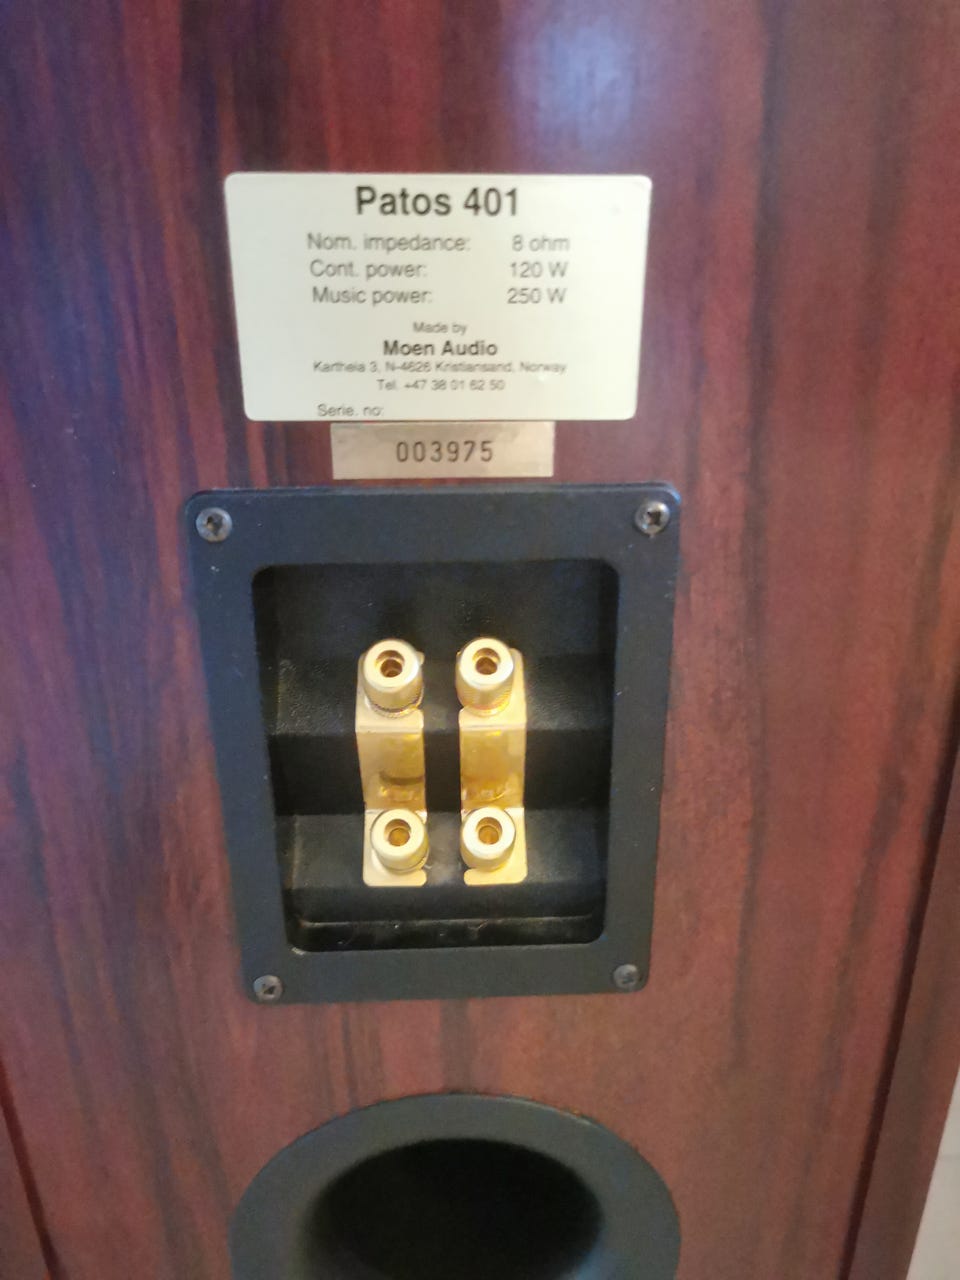 Patos 401
Nom. impedance: 8 ohm
Cont. power: 120 W
Music power: 250 W
Made by
Moen Audio
Kartheia 3, N-4626 Kristiansand, Norway
Tel. +47 38 01 62 50
Serie. no:
003975